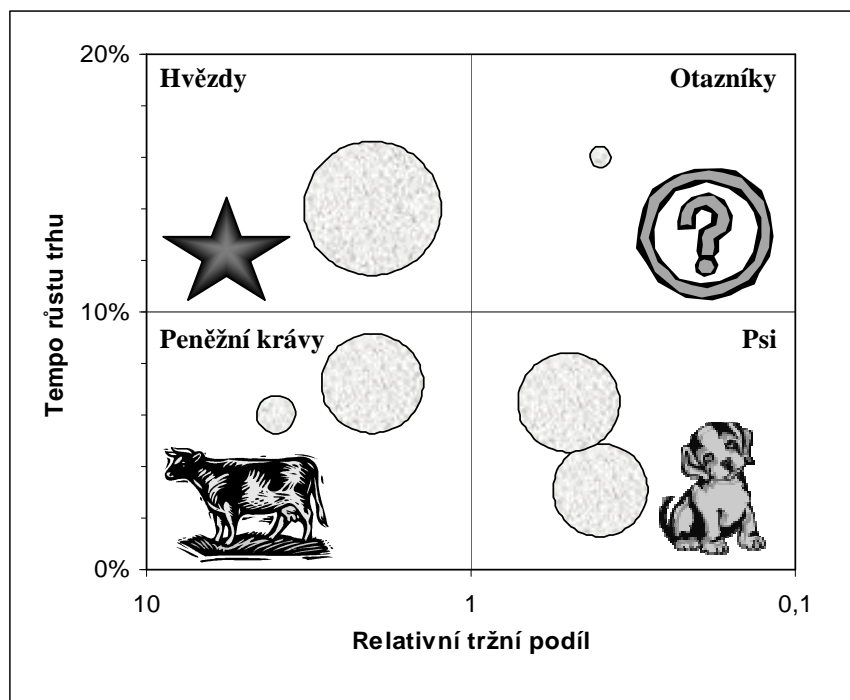 20%
Hvězdy
Otazníky
?
Tempo růstu trhu
10%
Peněžní krávy
Psi
0%
10
1
0,1
Relativní tržní podíl